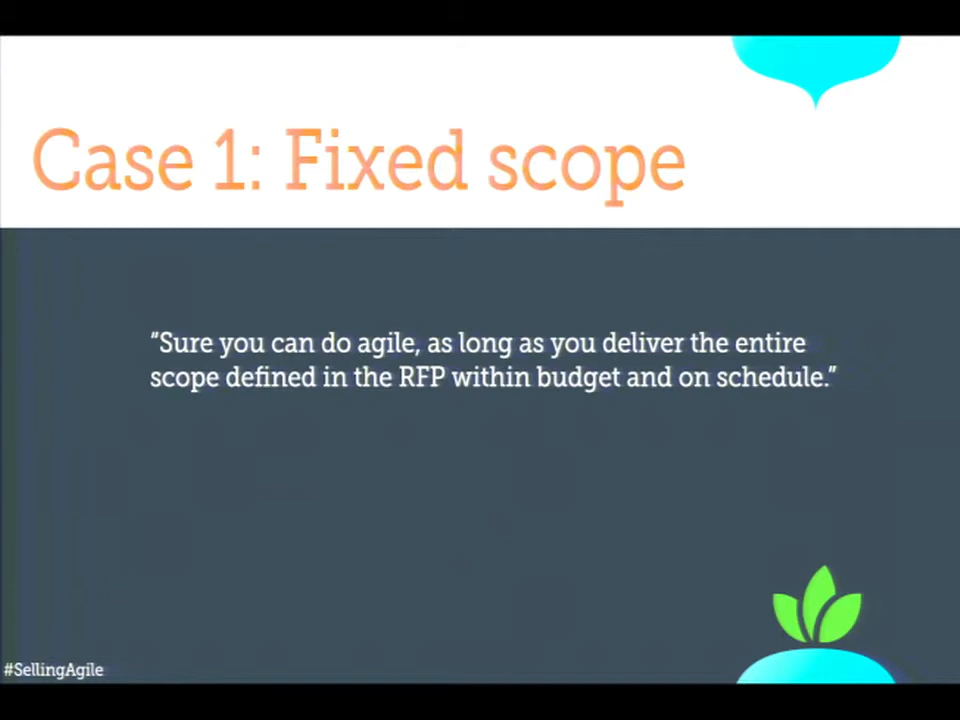 Case 1: Fixed scope
“Sure you can do agile, as long as you deliver the entire
scope defined in the RFP within budget and on schedule.”
#SellingAgile